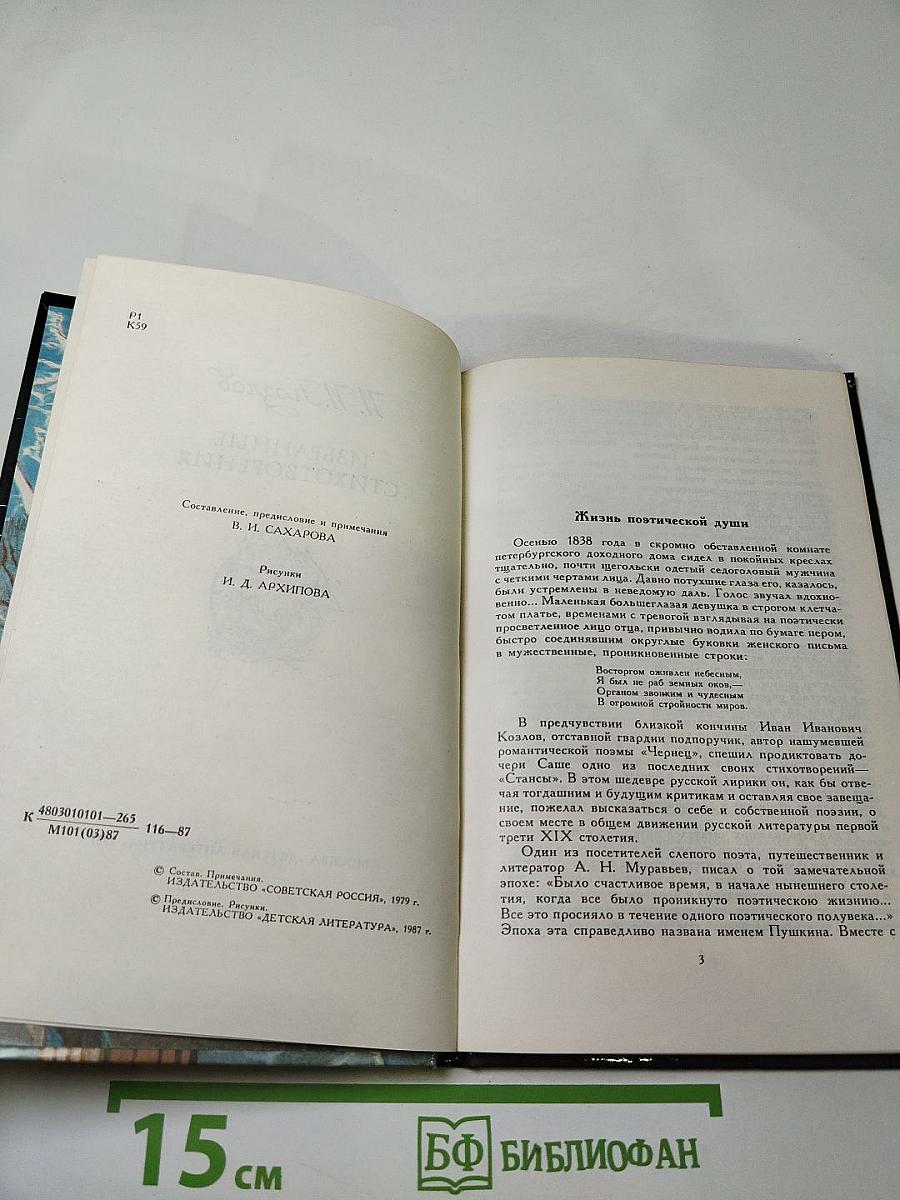 Р1
К59
Составление, предисловие и примечания
В. И. САХАРОВА
Рисунки
И. Д. АРХИПОВА
К 4803010101—265
М101(03)87
116—87
© Состав. Примечания.
ИЗДАТЕЛЬСТВО «СОВЕТСКАЯ РОССИЯ», 1979 г.
© Предисловие. Рисунки.
ИЗДАТЕЛЬСТВО «ДЕТСКАЯ ЛИТЕРАТУРА», 1987 г.
Жизнь поэтической души
Осенью 1838 года в скромно обставленной комнате
петербургского доходного дома сидел в покойных креслах
тщательно, почти щегольски одетый седоголовый мужчина
с четкими чертами лица. Давно потухшие глаза его, казалось,
были устремлены в неведомую даль. Голос звучал вдохно-
венно... Маленькая большеглазая девушка в строгом клетча-
том платье, временами с тревогой взглядывая на поэтически
просветленное лицо отца, привычно водила по бумаге пером,
быстро соединявшим округлые буковки женского письма
в мужественные, проникновенные строки:
Восторгом оживлен небесным,
Я был не раб земных оков,—
Органом звонким и чудесным
В огромной стройности миров.
В предчувствии близкой кончины Иван Иванович
Козлов, отставной гвардии подпоручик, автор нашумевшей
романтической поэмы «Чернец», спешил продиктовать до-
чери Саше одно из последних своих стихотворений—
«Стансы». В этом шедевре русской лирики он, как бы отве-
чая тогдашним и будущим критикам и оставляя свое завеща-
ние, пожелал высказаться о себе и собственной поэзии, о
своем месте в общем движении русской литературы первой
трети XIX столетия.
Один из посетителей слепого поэта, путешественник и
литератор А. Н. Муравьев, писал о той замечательной
эпохе: «Было счастливое время, в начале нынешнего столе-
тия, когда все было проникнуто поэтическою жизнию...
Все это просияло в течение одного поэтического полувека...»
Эпоха эта справедливо названа именем Пушкина. Вместе с
3
15 см
БФ БИБЛИОФАН